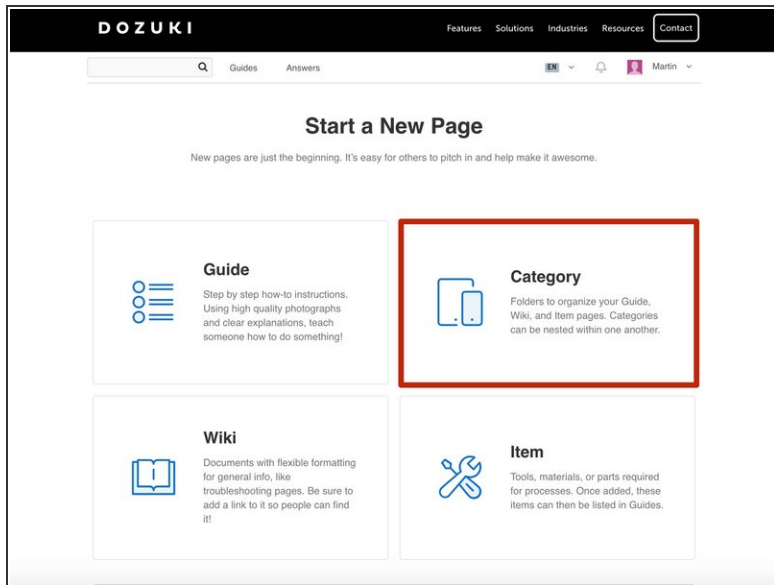 DOZUKI
Features Solutions Industries Resources Contact
Guides Answers
EN
Martin
Start a New Page
New pages are just the beginning. It's easy for others to pitch in and help make it awesome.
Guide
Step by step how-to instructions.
Using high quality photographs
and clear explanations, teach
someone how to do something!
Category
Folders to organize your Guide,
Wiki, and Item pages. Categories
can be nested within one another.
Wiki
Documents with flexible formatting
for general info, like
troubleshooting pages. Be sure to
add a link to it so people can find
it!
Item
Tools, materials, or parts required
for processes. Once added, these
items can then be listed in Guides.